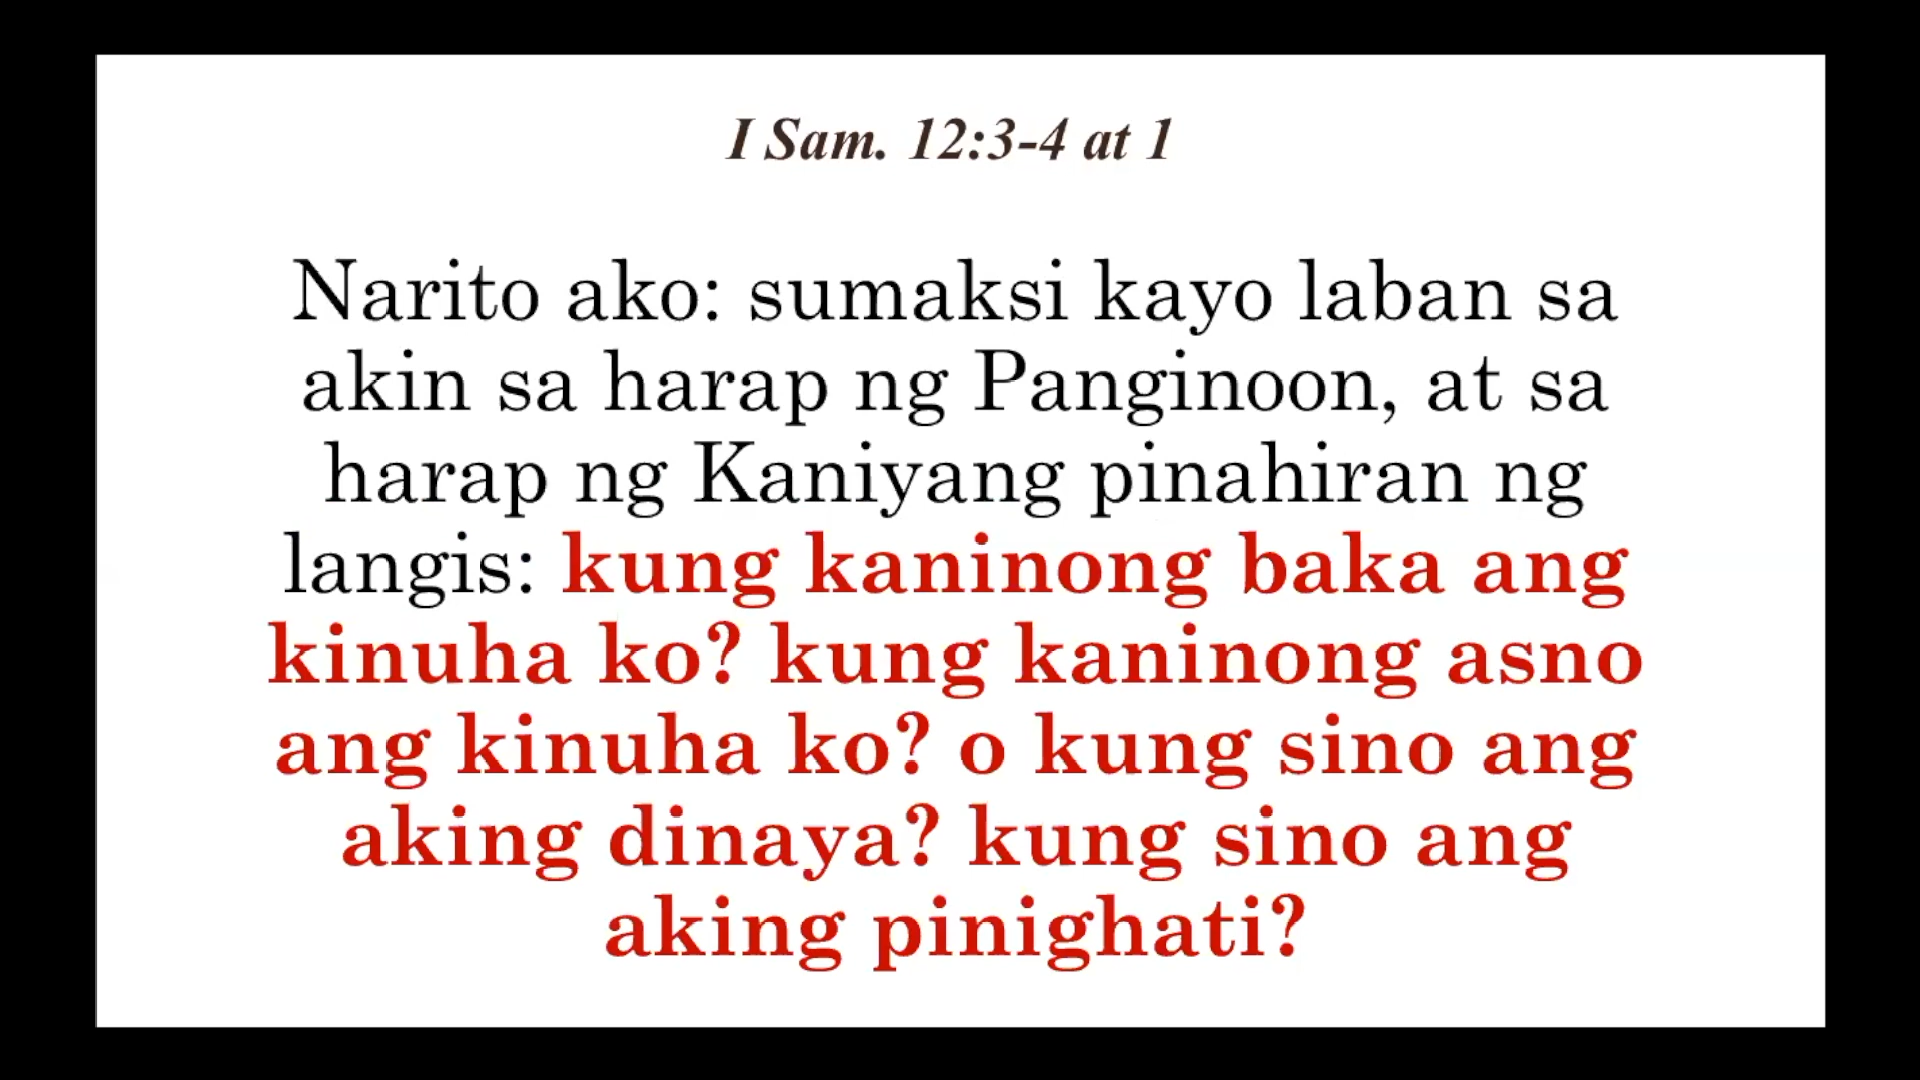 I Sam. 12:3-4 at 1
Narito ako: sumaksi kayo laban sa
akin sa harap ng Panginoon, at sa
harap ng Kaniyang pinahiran ng
langis: kung kaninong baka ang
kinuha ko? kung kaninong asno
ang kinuha ko? o kung sino ang
aking dinaya? kung sino ang
aking pinighati?